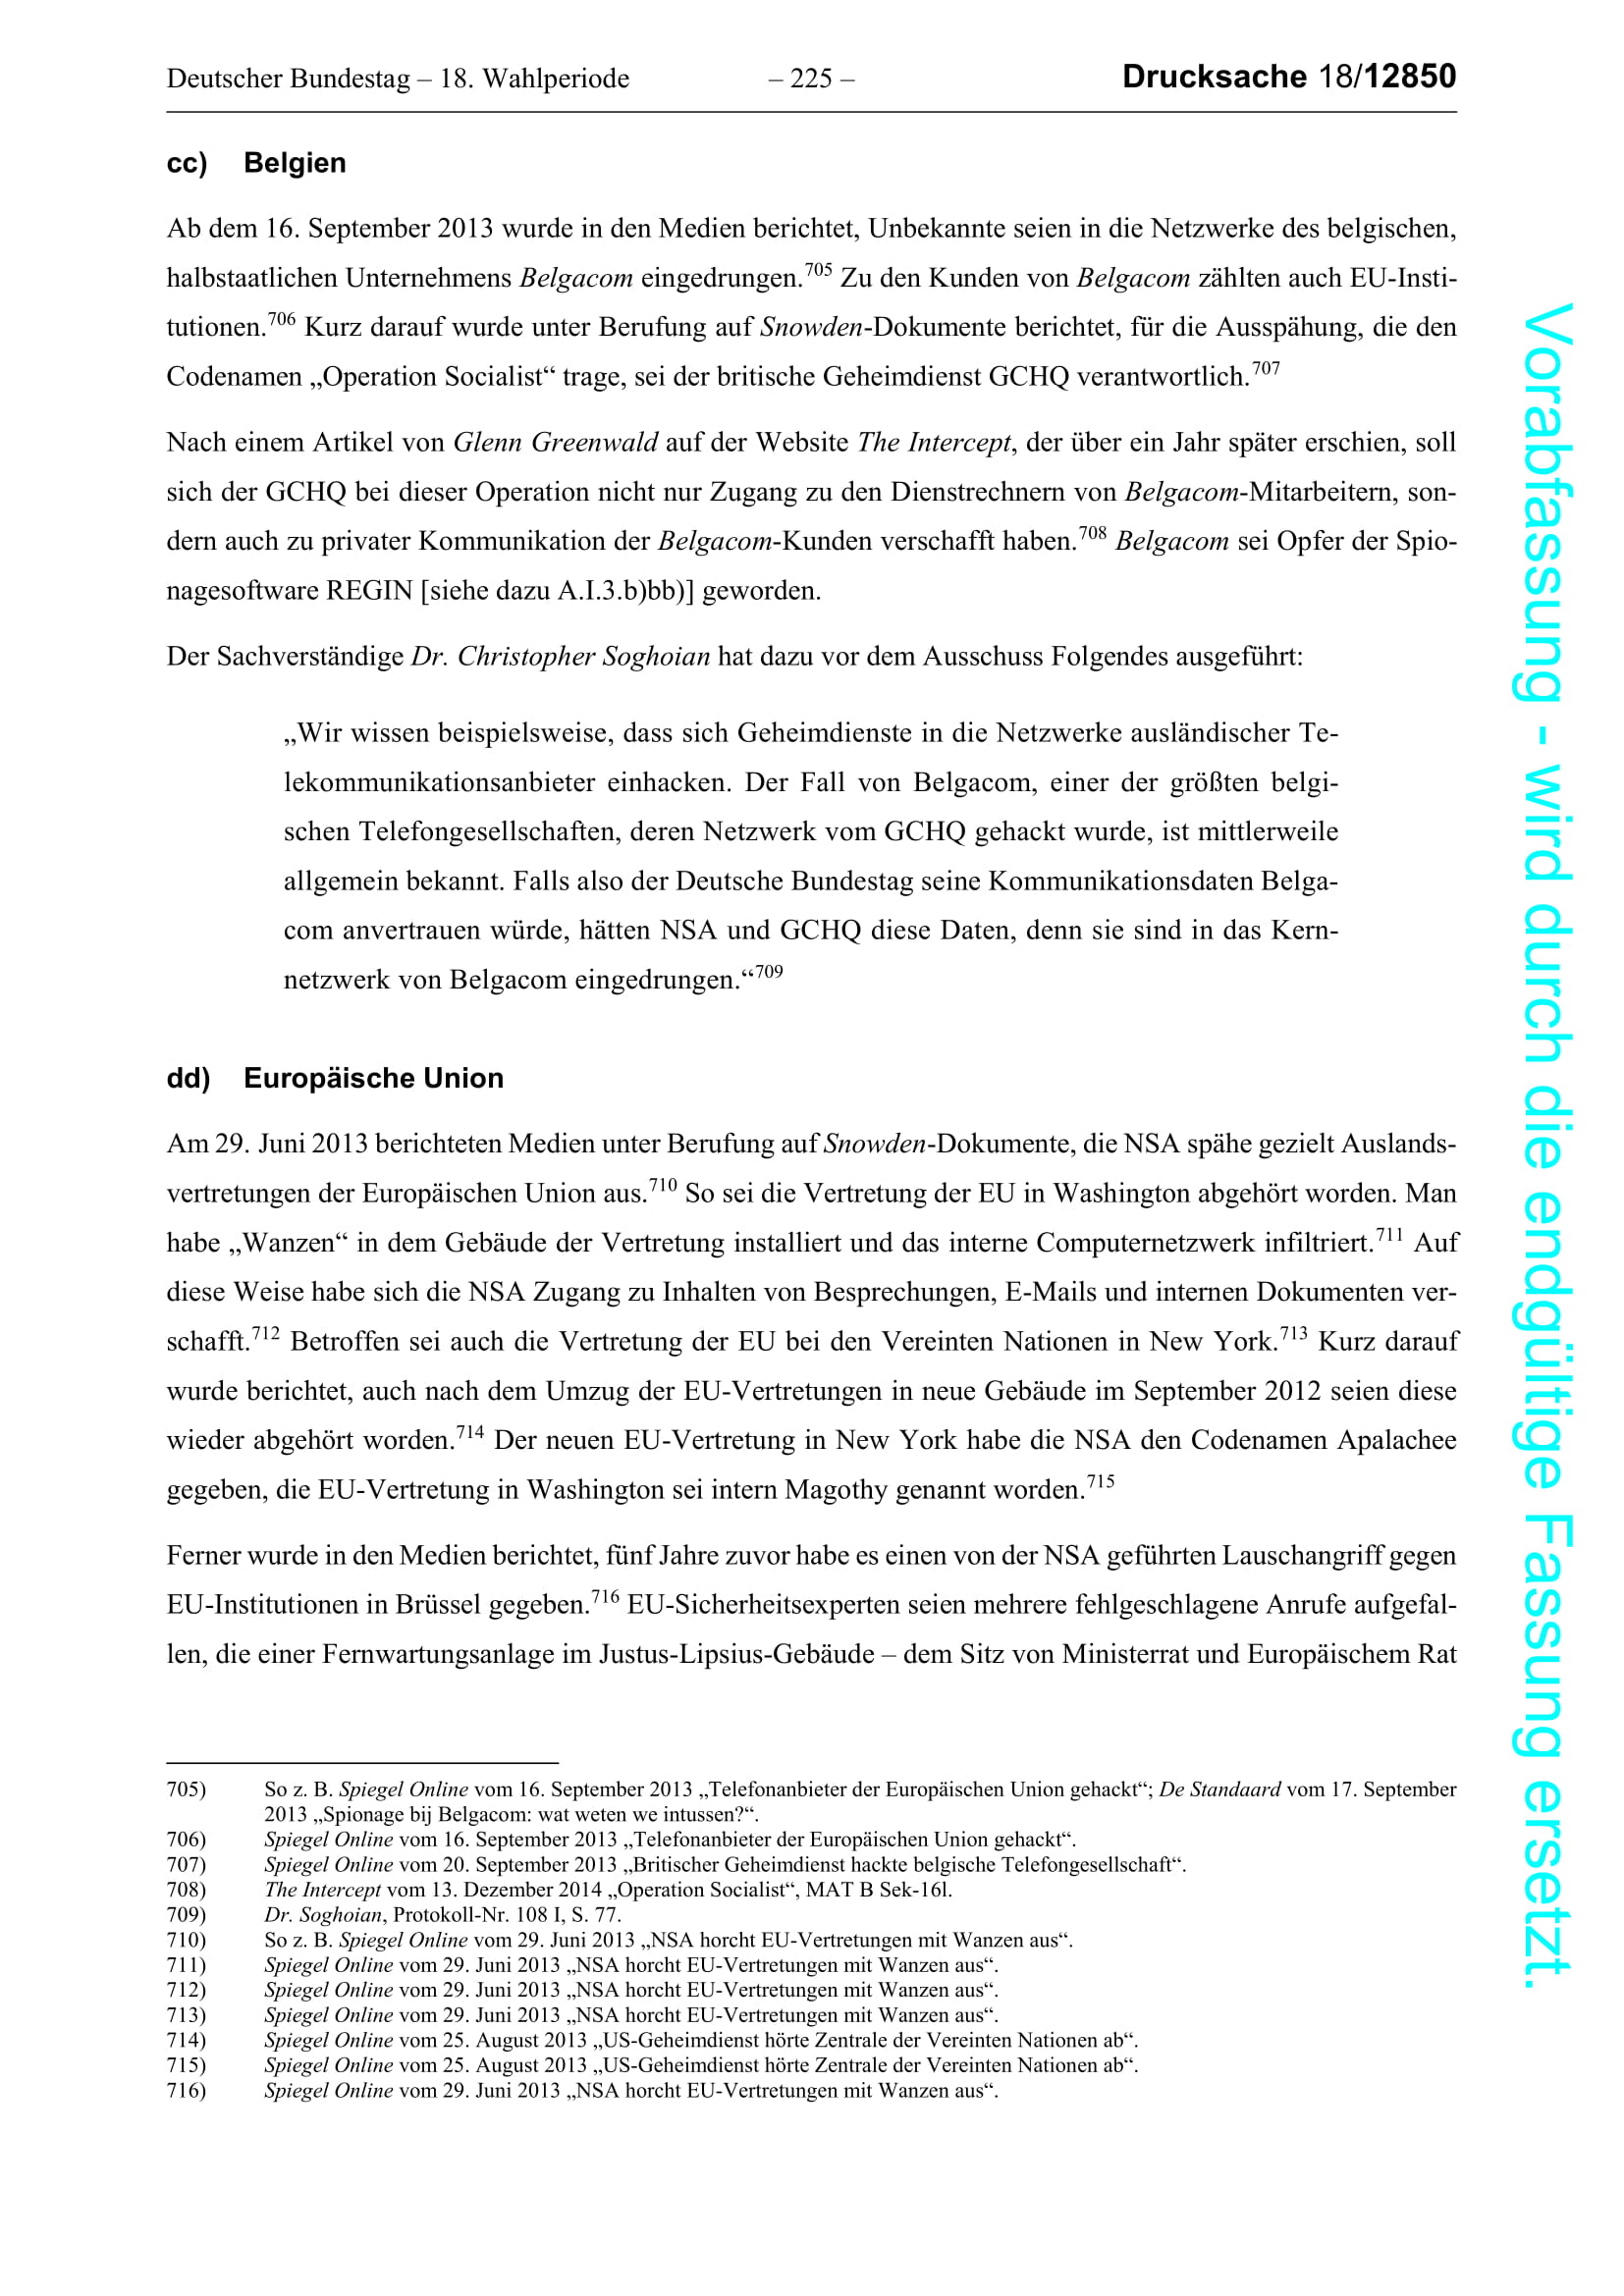 Deutscher Bundestag – 18. Wahlperiode – 225 – Drucksache 18/12850
cc) Belgien
Ab dem 16. September 2013 wurde in den Medien berichtet, Unbekannte seien in die Netzwerke des belgischen,
halbstaatlichen Unternehmens Belgacom eingedrungen.705 Zu den Kunden von Belgacom zählten auch EU-Insti-
tutionen.706 Kurz darauf wurde unter Berufung auf Snowden-Dokumente berichtet, für die Ausspähung, die den
Codenamen „Operation Socialist“ trage, sei der britische Geheimdienst GCHQ verantwortlich.707
Nach einem Artikel von Glenn Greenwald auf der Website The Intercept, der über ein Jahr später erschien, soll
sich der GCHQ bei dieser Operation nicht nur Zugang zu den Dienstrechnern von Belgacom-Mitarbeitern, son-
dern auch zu privater Kommunikation der Belgacom-Kunden verschafft haben.708 Belgacom sei Opfer der Spio-
nagesoftware REGIN [siehe dazu A.I.3.b)bb)] geworden.
Der Sachverständige Dr. Christopher Soghoian hat dazu vor dem Ausschuss Folgendes ausgeführt:
„Wir wissen beispielsweise, dass sich Geheimdienste in die Netzwerke ausländischer Te-
lekommunikationsanbieter einhacken. Der Fall von Belgacom, einer der größten belgi-
schen Telefongesellschaften, deren Netzwerk vom GCHQ gehackt wurde, ist mittlerweile
allgemein bekannt. Falls also der Deutsche Bundestag seine Kommunikationsdaten Belga-
com anvertrauen würde, hätten NSA und GCHQ diese Daten, denn sie sind in das Kern-
netzwerk von Belgacom eingedrungen.“709
dd) Europäische Union
Am 29. Juni 2013 berichteten Medien unter Berufung auf Snowden-Dokumente, die NSA spähe gezielt Auslands-
vertretungen der Europäischen Union aus.710 So sei die Vertretung der EU in Washington abgehört worden. Man
habe „Wanzen“ in dem Gebäude der Vertretung installiert und das interne Computernetzwerk infiltriert.711 Auf
diese Weise habe sich die NSA Zugang zu Inhalten von Besprechungen, E-Mails und internen Dokumenten ver-
schafft.712 Betroffen sei auch die Vertretung der EU bei den Vereinten Nationen in New York.713 Kurz darauf
wurde berichtet, auch nach dem Umzug der EU-Vertretungen in neue Gebäude im September 2012 seien diese
wieder abgehört worden.714 Der neuen EU-Vertretung in New York habe die NSA den Codenamen Apalachee
gegeben, die EU-Vertretung in Washington sei intern Magothy genannt worden.715
Ferner wurde in den Medien berichtet, fünf Jahre zuvor habe es einen von der NSA geführten Lauschangriff gegen
EU-Institutionen in Brüssel gegeben.716 EU-Sicherheitsexperten seien mehrere fehlgeschlagene Anrufe aufgefal-
len, die einer Fernwartungsanlage im Justus-Lipsius-Gebäude – dem Sitz von Ministerrat und Europäischem Rat
705) So z. B. Spiegel Online vom 16. September 2013 „Telefonanbieter der Europäischen Union gehackt“; De Standaard vom 17. September
2013 „Spionage bij Belgacom: wat weten we intussen?“.
706) Spiegel Online vom 16. September 2013 „Telefonanbieter der Europäischen Union gehackt“.
707) Spiegel Online vom 20. September 2013 „Britischer Geheimdienst hackte belgische Telefongesellschaft“.
708) The Intercept vom 13. Dezember 2014 „Operation Socialist“, MAT B Sek-16l.
709) Dr. Soghoian, Protokoll-Nr. 108 I, S. 77.
710) So z. B. Spiegel Online vom 29. Juni 2013 „NSA horcht EU-Vertretungen mit Wanzen aus“.
711) Spiegel Online vom 29. Juni 2013 „NSA horcht EU-Vertretungen mit Wanzen aus“.
712) Spiegel Online vom 29. Juni 2013 „NSA horcht EU-Vertretungen mit Wanzen aus“.
713) Spiegel Online vom 29. Juni 2013 „NSA horcht EU-Vertretungen mit Wanzen aus“.
714) Spiegel Online vom 25. August 2013 „US-Geheimdienst hörte Zentrale der Vereinten Nationen ab“.
715) Spiegel Online vom 25. August 2013 „US-Geheimdienst hörte Zentrale der Vereinten Nationen ab“.
716) Spiegel Online vom 29. Juni 2013 „NSA horcht EU-Vertretungen mit Wanzen aus“.
Vorabfassung - wird durch die endgültige Fassung ersetzt.